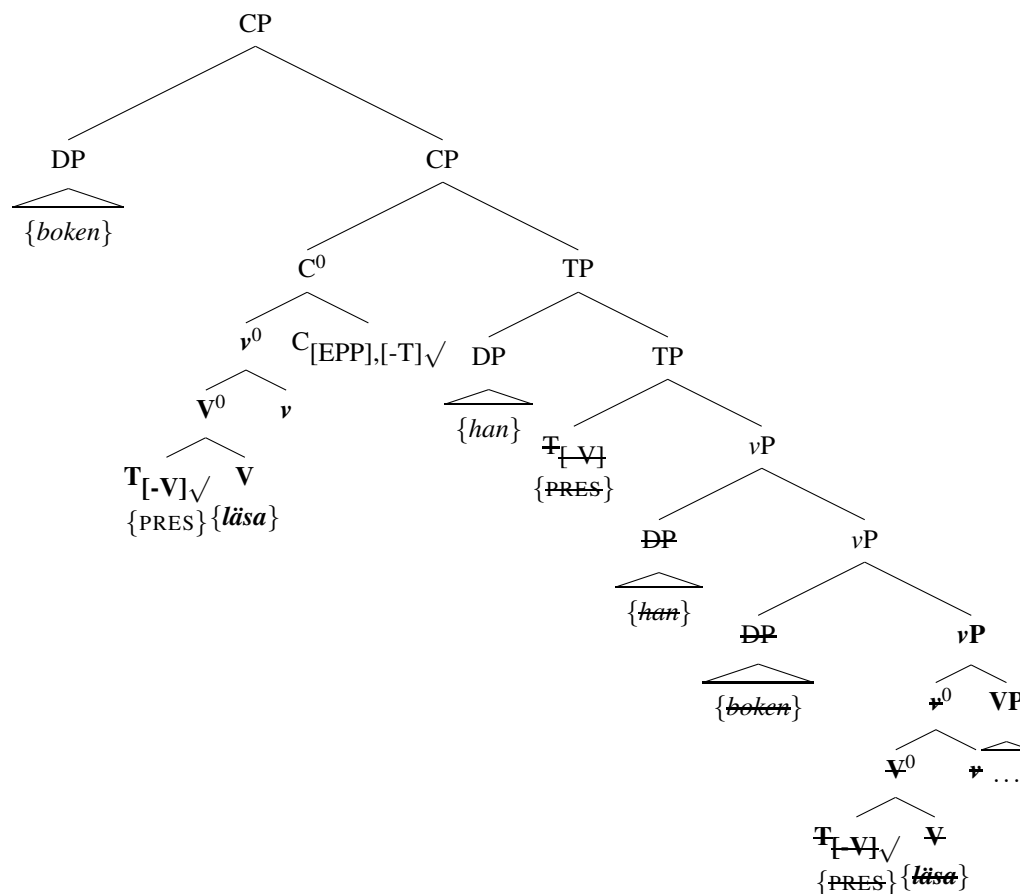 CP
DP CP
{boken}
C⁰ TP
v⁰ C[EPP],[-T]√ DP TP
V⁰ v {han} T[-V] vP
T[-V]√ V {PRES}
{PRES} {läsa}
DP vP
{han} DP vP
{boken} v⁰ VP
V⁰ v ...
T[-V]√ V
{PRES} {läsa}